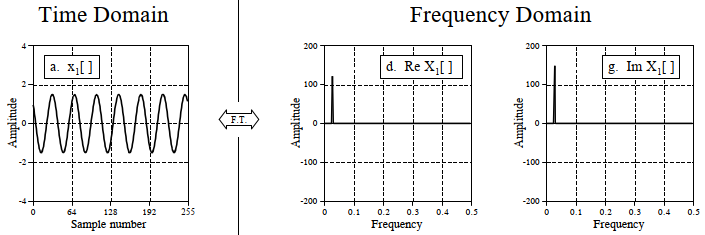 Time Domain
Frequency Domain
a. x1[ ]
Amplitude
4
2
0
-2
-4
0 64 128 192 255
Sample number
F.T.
d. Re X1[ ]
Amplitude
200
100
0
-100
-200
0 0.1 0.2 0.3 0.4 0.5
Frequency
g. Im X1[ ]
Amplitude
200
100
0
-100
-200
0 0.1 0.2 0.3 0.4 0.5
Frequency